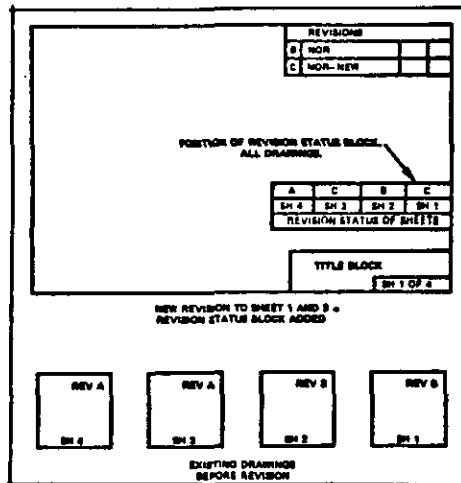 REVISIONS
B NOR
C NOR-NEW
POSITION OF REVISION STATUS BLOCK,
ALL DRAWINGS.
A C B C
SH 4 SH 3 SH 2 SH 1
REVISION STATUS OF SHEETS
TITLE BLOCK
SH 1 OF 4
NEW REVISION TO SHEET 1 AND 3.
REVISION STATUS BLOCK ADDED
REV A REV A REV B REV B
SH 4 SH 3 SH 2 SH 1
EXISTING DRAWINGS
BEFORE REVISION